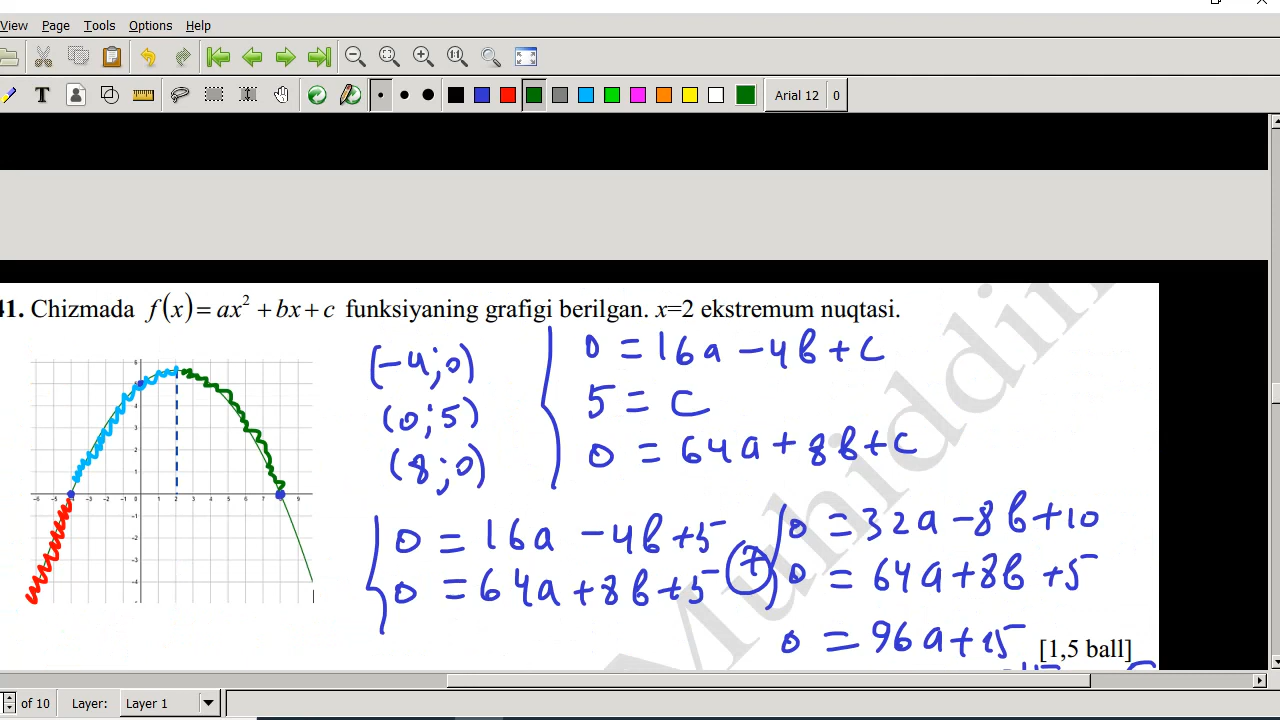 View Page Tools Options Help
T Arial 12 0
41. Chizmada f(x) = ax² + bx + c funksiyaning grafigi berilgan. x=2 ekstremum nuqtasi.
(-4;0)
(0;5)
(8;0)
0 = 16a - 4b + c
5 = c
0 = 64a + 8b + c
0 = 16a - 4b + 5
0 = 64a + 8b + 5
+
0 = 32a - 8b + 10
0 = 64a + 8b + 5
0 = 96a + 15
[1,5 ball]
Muhiddin
of 10 Layer: Layer 1